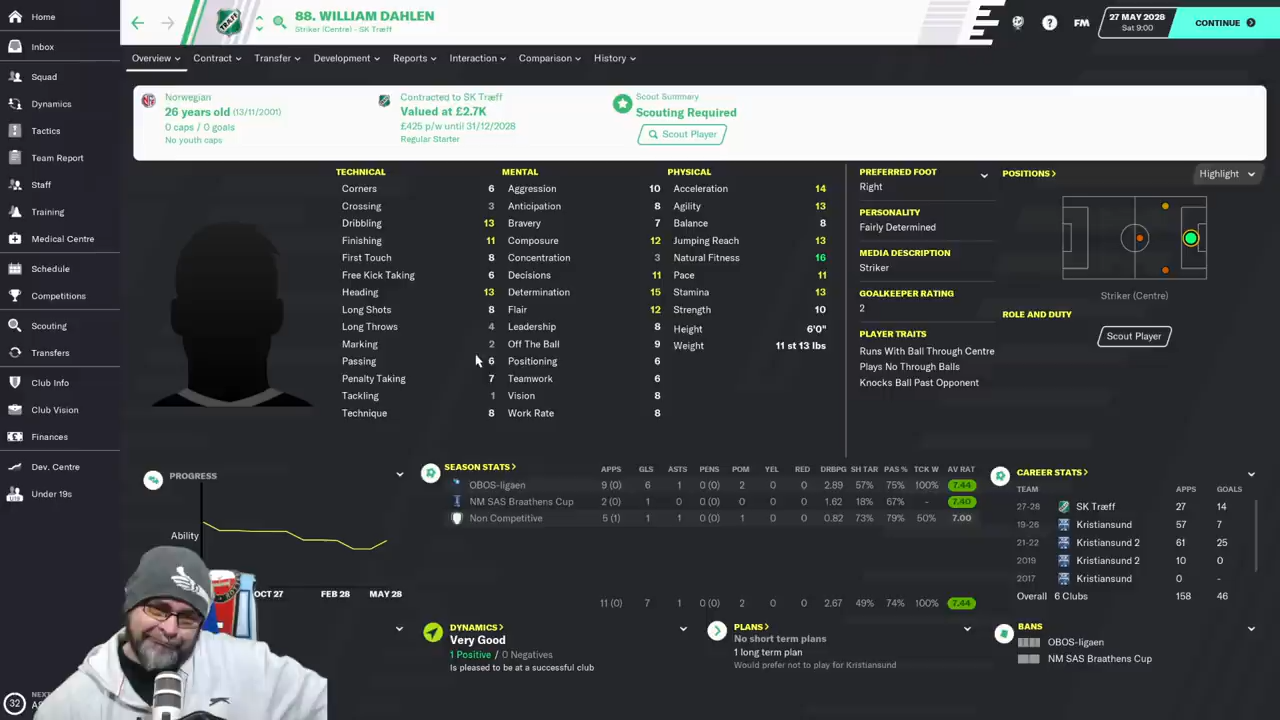 Home
Inbox
Squad
Dynamics
Tactics
Team Report
Staff
Training
Medical Centre
Schedule
Competitions
Scouting
Transfers
Club Info
Club Vision
Finances
Dev. Centre
Under 19s
32
TRÆFF
88. WILLIAM DAHLEN
Striker (Centre) - SK Træff
FM
27 MAY 2028
Sat 9:00
CONTINUE
Overview
Contract
Transfer
Development
Reports
Interaction
Comparison
History
Norwegian
26 years old (13/11/2001)
0 caps / 0 goals
No youth caps
Contracted to SK Træff
Valued at £2.7K
£425 p/w until 31/12/2028
Regular Starter
Scout Summary
Scouting Required
Scout Player
TECHNICAL
Corners 6
Crossing 3
Dribbling 13
Finishing 11
First Touch 8
Free Kick Taking 6
Heading 13
Long Shots 8
Long Throws 4
Marking 2
Passing 6
Penalty Taking 7
Tackling 1
Technique 8
MENTAL
Aggression 10
Anticipation 8
Bravery 7
Composure 12
Concentration 3
Decisions 11
Determination 15
Flair 12
Leadership 8
Off The Ball 9
Positioning 6
Teamwork 6
Vision 8
Work Rate 8
PHYSICAL
Acceleration 14
Agility 13
Balance 8
Jumping Reach 13
Natural Fitness 16
Pace 11
Stamina 13
Strength 10
Height 6'0"
Weight 11 st 13 lbs
PREFERRED FOOT
Right
PERSONALITY
Fairly Determined
MEDIA DESCRIPTION
Striker
GOALKEEPER RATING
2
PLAYER TRAITS
Runs With Ball Through Centre
Plays No Through Balls
Knocks Ball Past Opponent
POSITIONS
Highlight
Striker (Centre)
ROLE AND DUTY
Scout Player
PROGRESS
Ability
OCT 27 FEB 28 MAY 28
SEASON STATS APPS GLS ASTS PENS POM YEL RED DRBPG SH TAR PAS % TCK W AV RAT
OBOS-ligaen 9 (0) 6 1 0 (0) 2 0 0 2.89 57% 75% 100% 7.44
NM SAS Braathens Cup 2 (0) 1 0 0 (0) 0 0 0 1.62 18% 67% - 7.40
Non Competitive 5 (1) 1 1 0 (0) 1 0 0 0.82 73% 79% 50% 7.00
11 (0) 7 1 0 (0) 2 0 0 2.67 49% 74% 100% 7.44
CAREER STATS
TEAM APPS GOALS
27-28 SK Træff 27 14
19-26 Kristiansund 57 7
21-22 Kristiansund 2 61 25
2019 Kristiansund 2 10 0
2017 Kristiansund 0 -
Overall 6 Clubs 158 46
DYNAMICS
Very Good
1 Positive / 0 Negatives
Is pleased to be at a successful club
PLANS
No short term plans
1 long term plan
Would prefer not to play for Kristiansund
BANS
OBOS-ligaen
NM SAS Braathens Cup